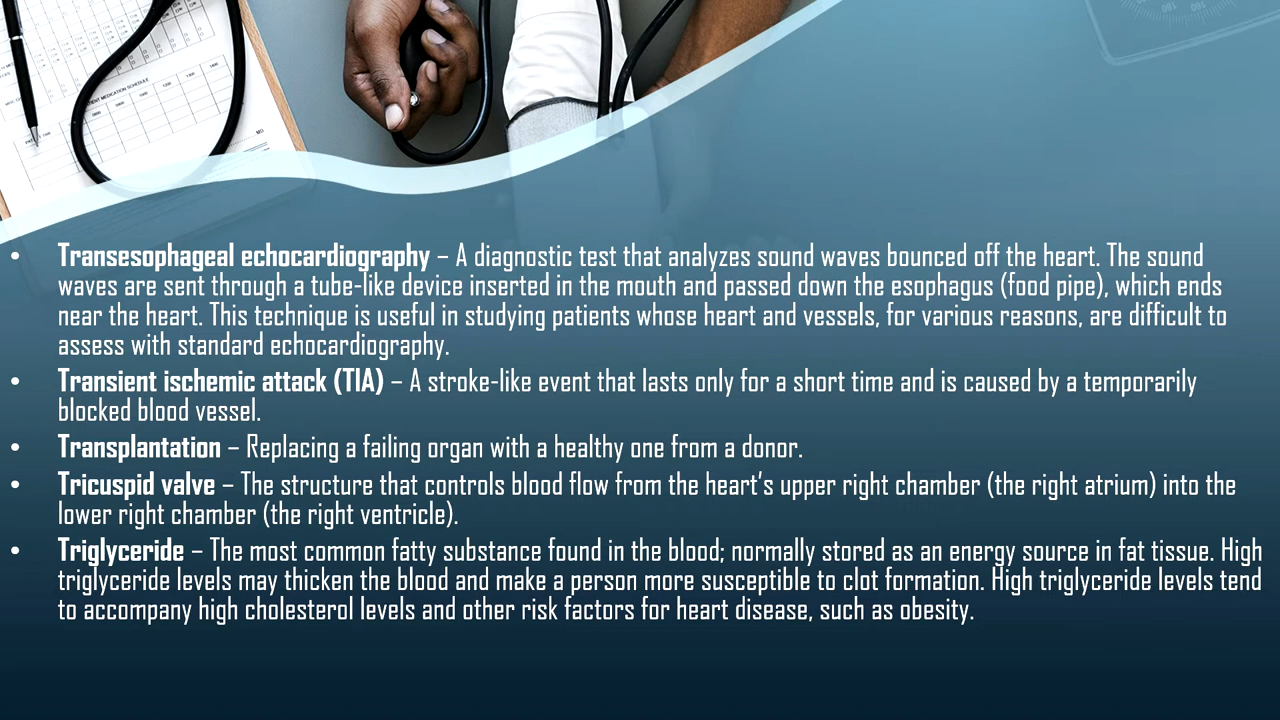 PATIENT MEDICATION SCHEDULE
MD
• Transesophageal echocardiography – A diagnostic test that analyzes sound waves bounced off the heart. The sound
waves are sent through a tube-like device inserted in the mouth and passed down the esophagus (food pipe), which ends
near the heart. This technique is useful in studying patients whose heart and vessels, for various reasons, are difficult to
assess with standard echocardiography.
• Transient ischemic attack (TIA) – A stroke-like event that lasts only for a short time and is caused by a temporarily
blocked blood vessel.
• Transplantation – Replacing a failing organ with a healthy one from a donor.
• Tricuspid valve – The structure that controls blood flow from the heart’s upper right chamber (the right atrium) into the
lower right chamber (the right ventricle).
• Triglyceride – The most common fatty substance found in the blood; normally stored as an energy source in fat tissue. High
triglyceride levels may thicken the blood and make a person more susceptible to clot formation. High triglyceride levels tend
to accompany high cholesterol levels and other risk factors for heart disease, such as obesity.